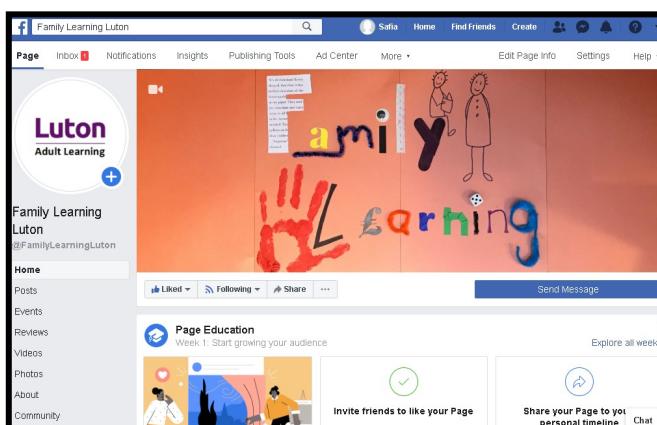 Family Learning Luton
Safia Home Find Friends Create
Page Inbox Notifications Insights Publishing Tools Ad Center More Edit Page Info Settings Help
Luton
Adult Learning
Family
Learning
Family Learning
Luton
@FamilyLearningLuton
Home
Posts
Events
Reviews
Videos
Photos
About
Community
Liked Following Share ...
Send Message
Page Education
Week 1: Start growing your audience
Explore all week
Invite friends to like your Page
Share your Page to your
personal timeline
Chat